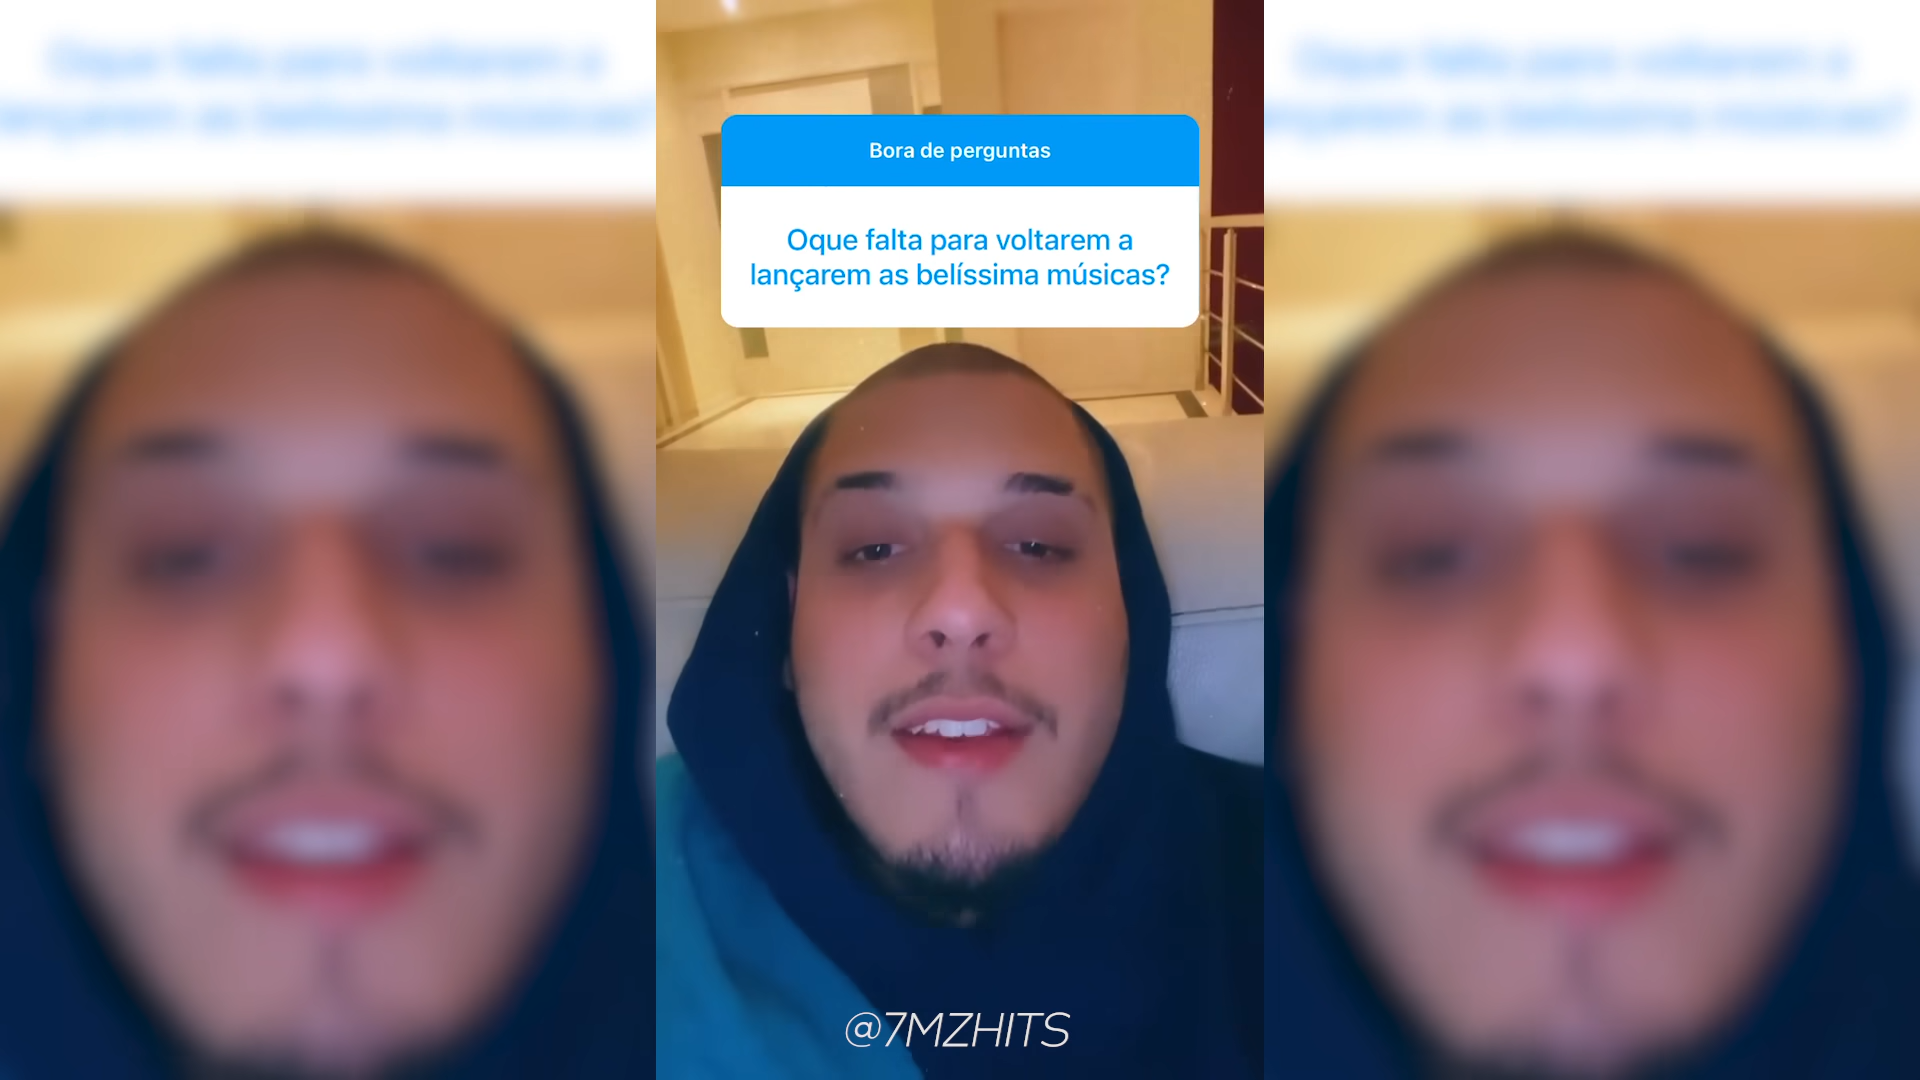 Bora de perguntas
Oque falta para voltarem a
lançarem as belíssima músicas?
@7MZHITS